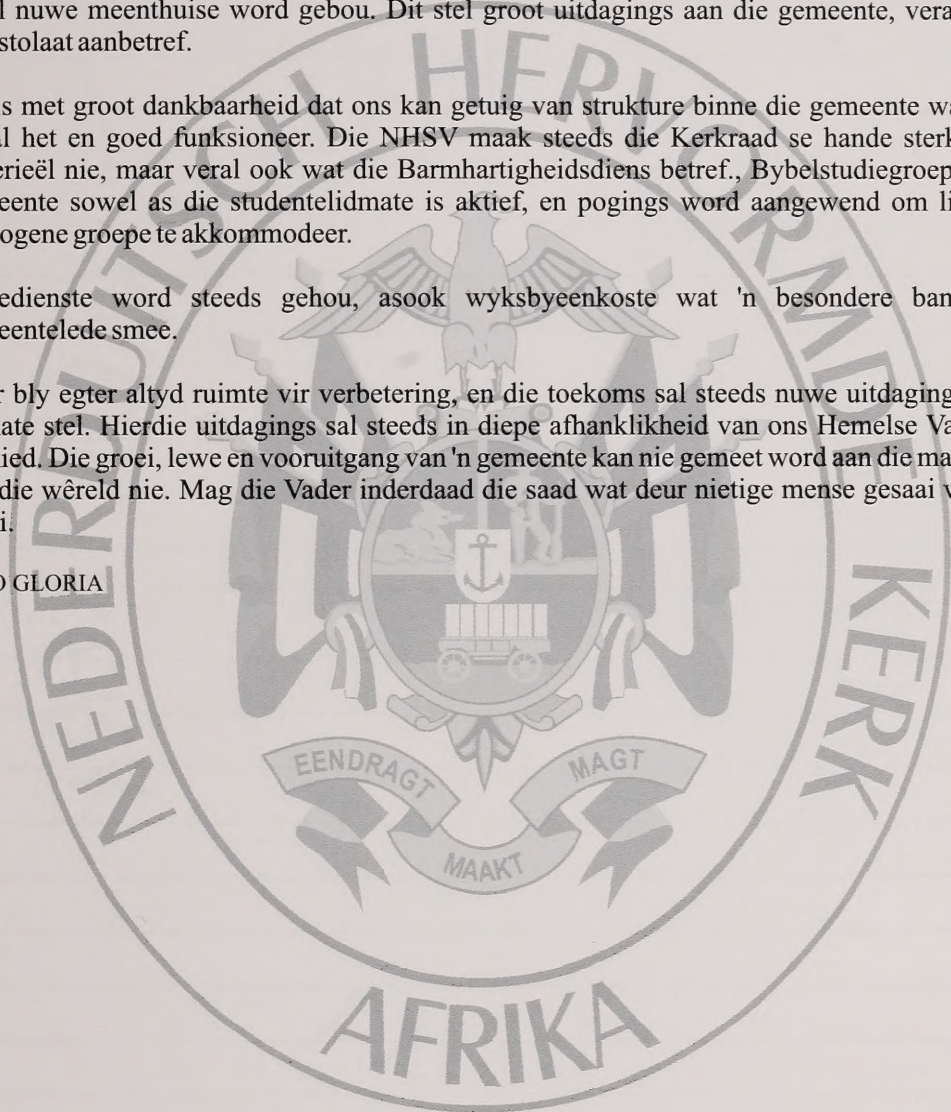 l nuwe meenthuise word gebou. Dit stel groot uitdagings aan die gemeente, vera
stolaat aanbetref.
s met groot dankbaarheid dat ons kan getuig van strukture binne die gemeente wa
al het en goed funksioneer. Die NHSV maak steeds die Kerkraad se hande sterk
erieël nie, maar veral ook wat die Barmhartigheidsdiens betref., Bybelstudiegroep
eente sowel as die studentelidmate is aktief, en pogings word aangewend om li
ogene groepe te akkommodeer.
edienste word steeds gehou, asook wyksbyeenkoste wat 'n besondere ban
eentelede smee.
r bly egter altyd ruimte vir verbetering, en die toekoms sal steeds nuwe uitdaging
ate stel. Hierdie uitdagings sal steeds in diepe afhanklikheid van ons Hemelse Va
ied. Die groei, lewe en vooruitgang van 'n gemeente kan nie gemeet word aan die ma
die wêreld nie. Mag die Vader inderdaad die saad wat deur nietige mense gesaai w
i.
O GLORIA
NEDERDUITSCH HERVORMDE KERK
EENDRAGT
MAAKT
MAGT
AFRIKA